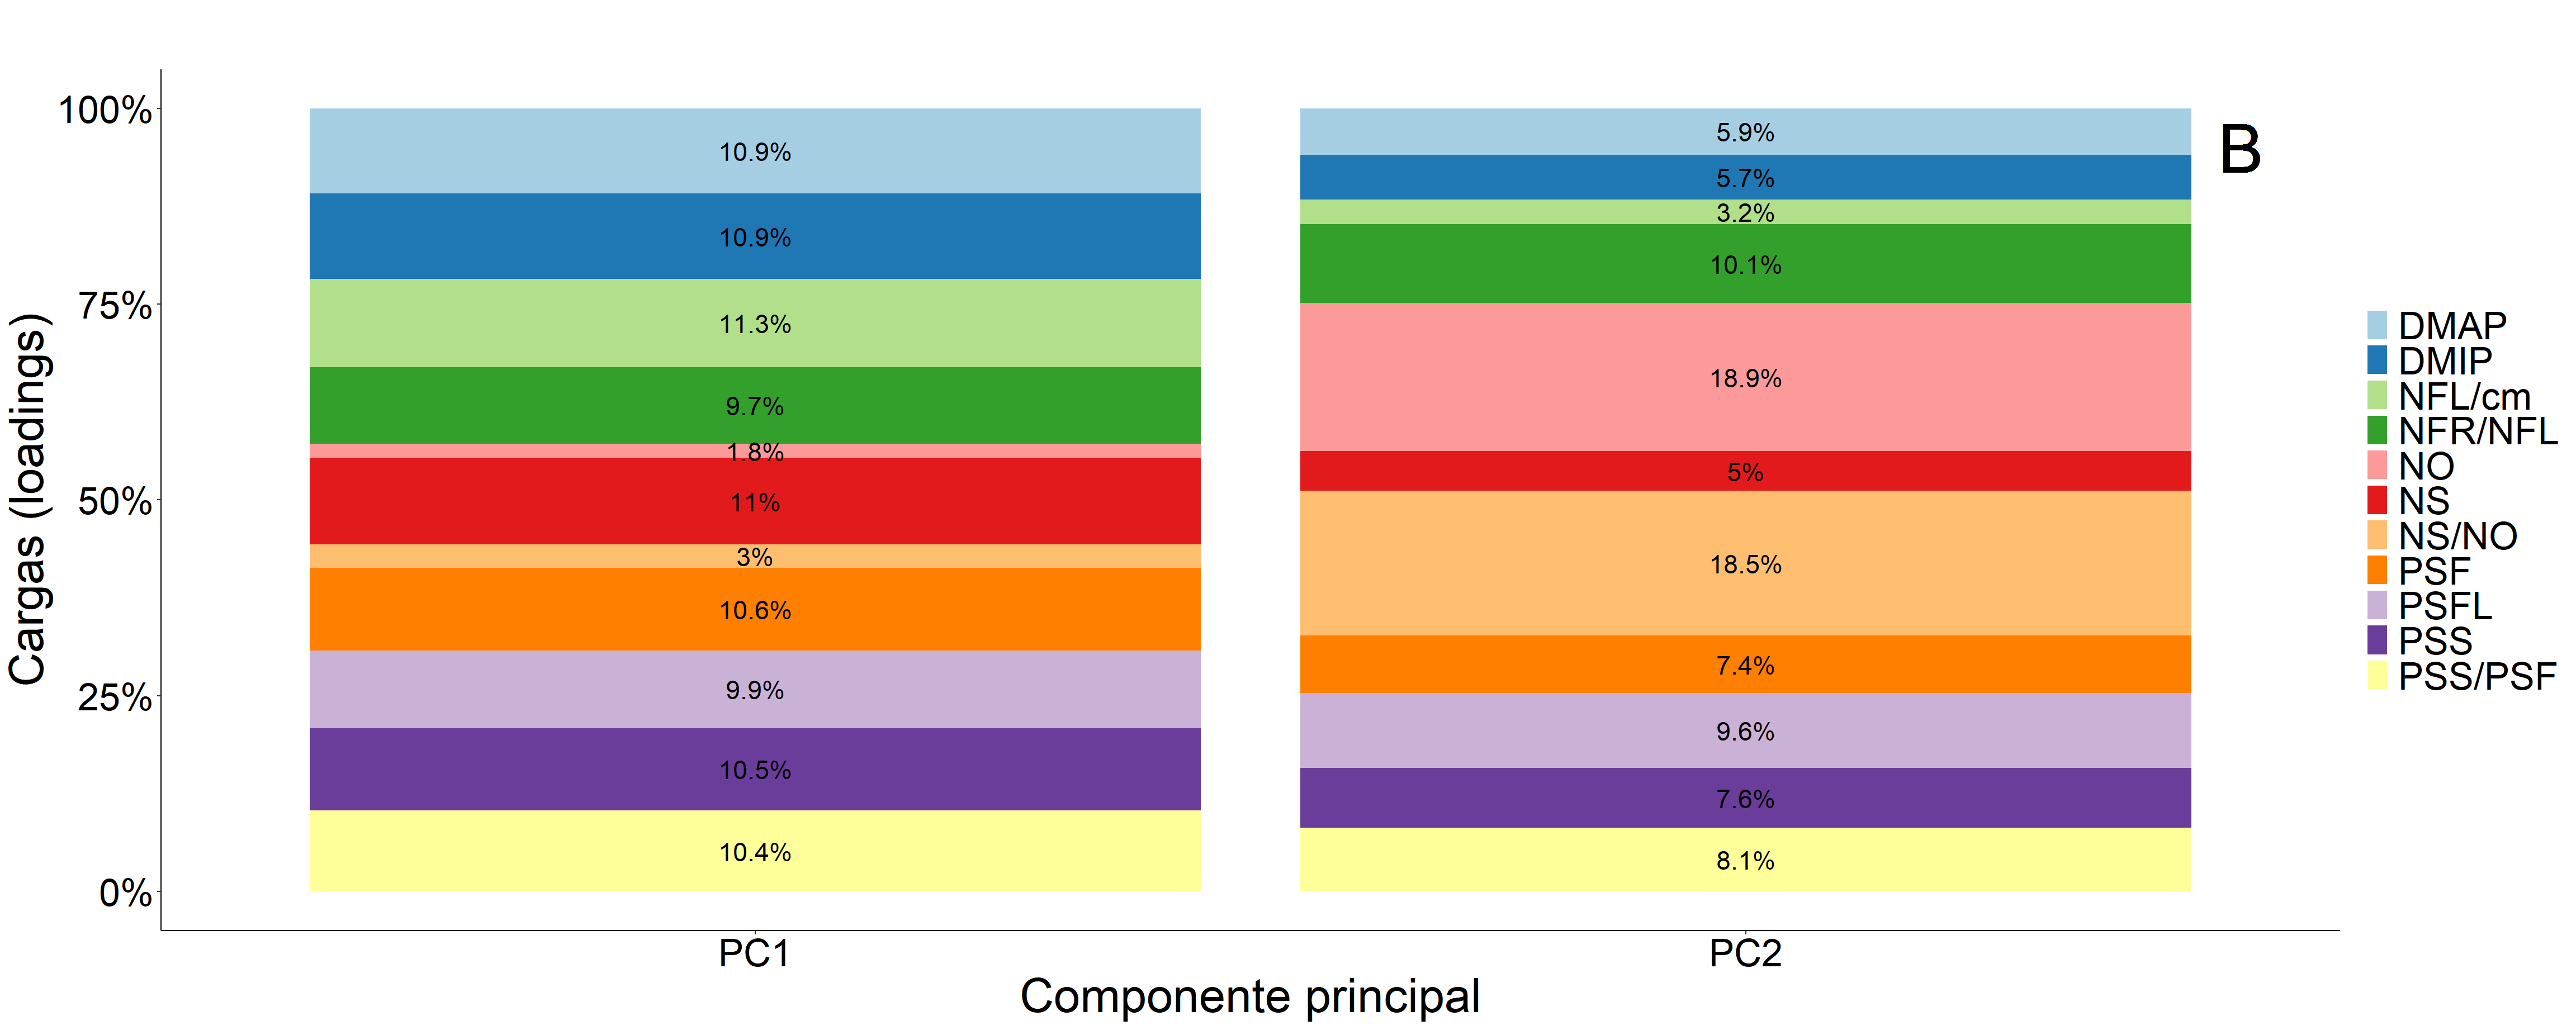 B
Cargas (loadings)
100%
75%
50%
25%
0%
10.9%
10.9%
11.3%
9.7%
1.8%
11%
3%
10.6%
9.9%
10.5%
10.4%
5.9%
5.7%
3.2%
10.1%
18.9%
5%
18.5%
7.4%
9.6%
7.6%
8.1%
PC1
PC2
Componente principal
DMAP
DMIP
NFL/cm
NFR/NFL
NO
NS
NS/NO
PSF
PSFL
PSS
PSS/PSF